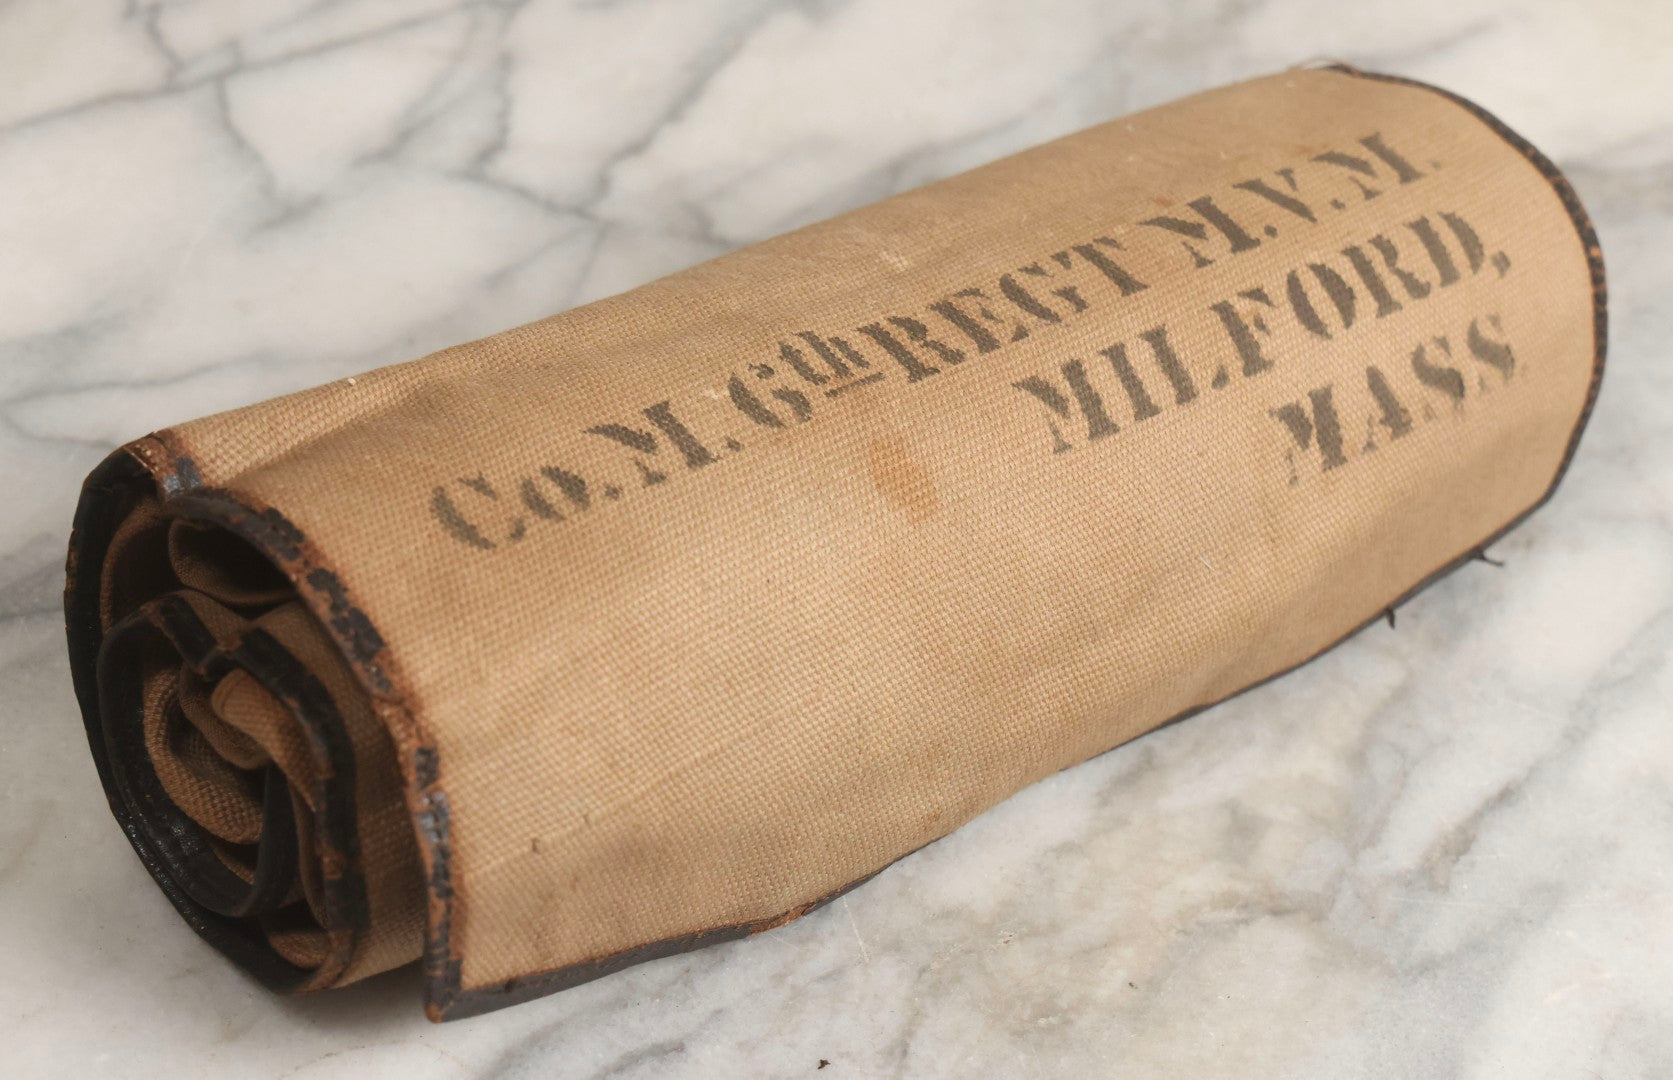 Co. M. 6th REGT M.V.M.
MILFORD,
MASS